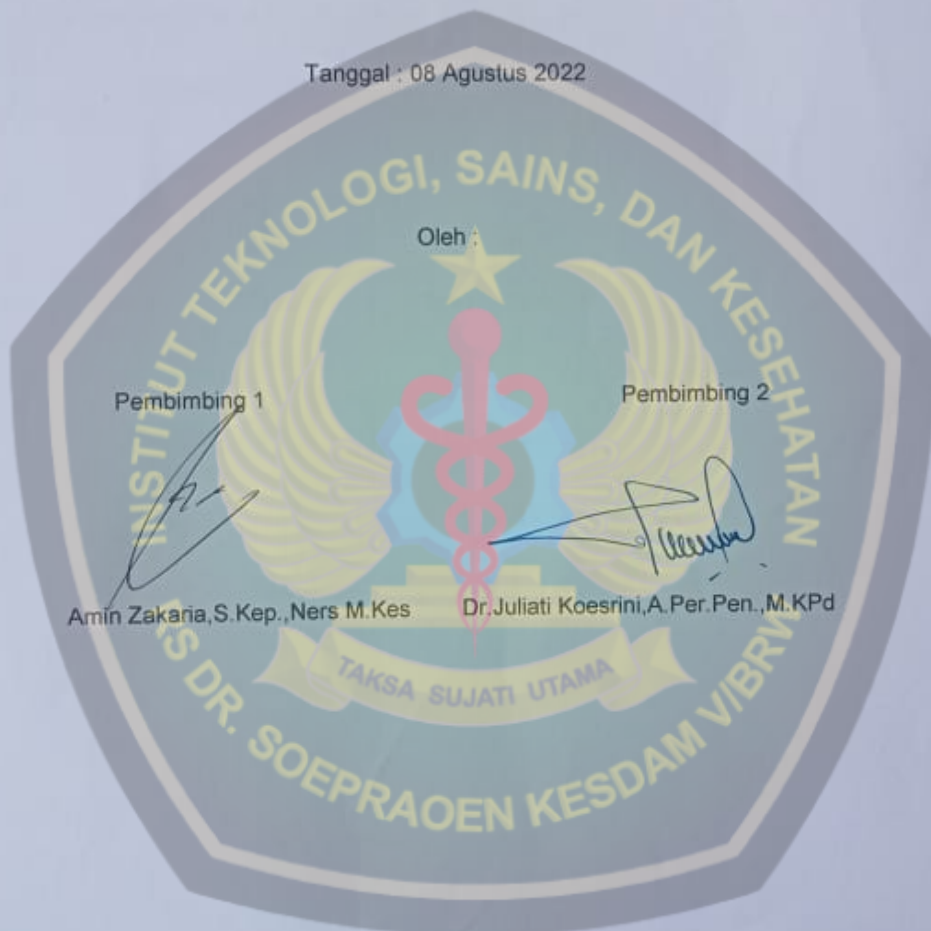 Tanggal : 08 Agustus 2022
INSTITUT TEKNOLOGI, SAINS, DAN KESEHATAN
Oleh :
Pembimbing 1
Pembimbing 2
Amin Zakaria,S.Kep.,Ners M.Kes
Dr.Juliati Koesrini,A.Per.Pen.,M.KPd
TAKSA SUJATI UTAMA
RS DR. SOEPRAOEN KESDAM V/BRW